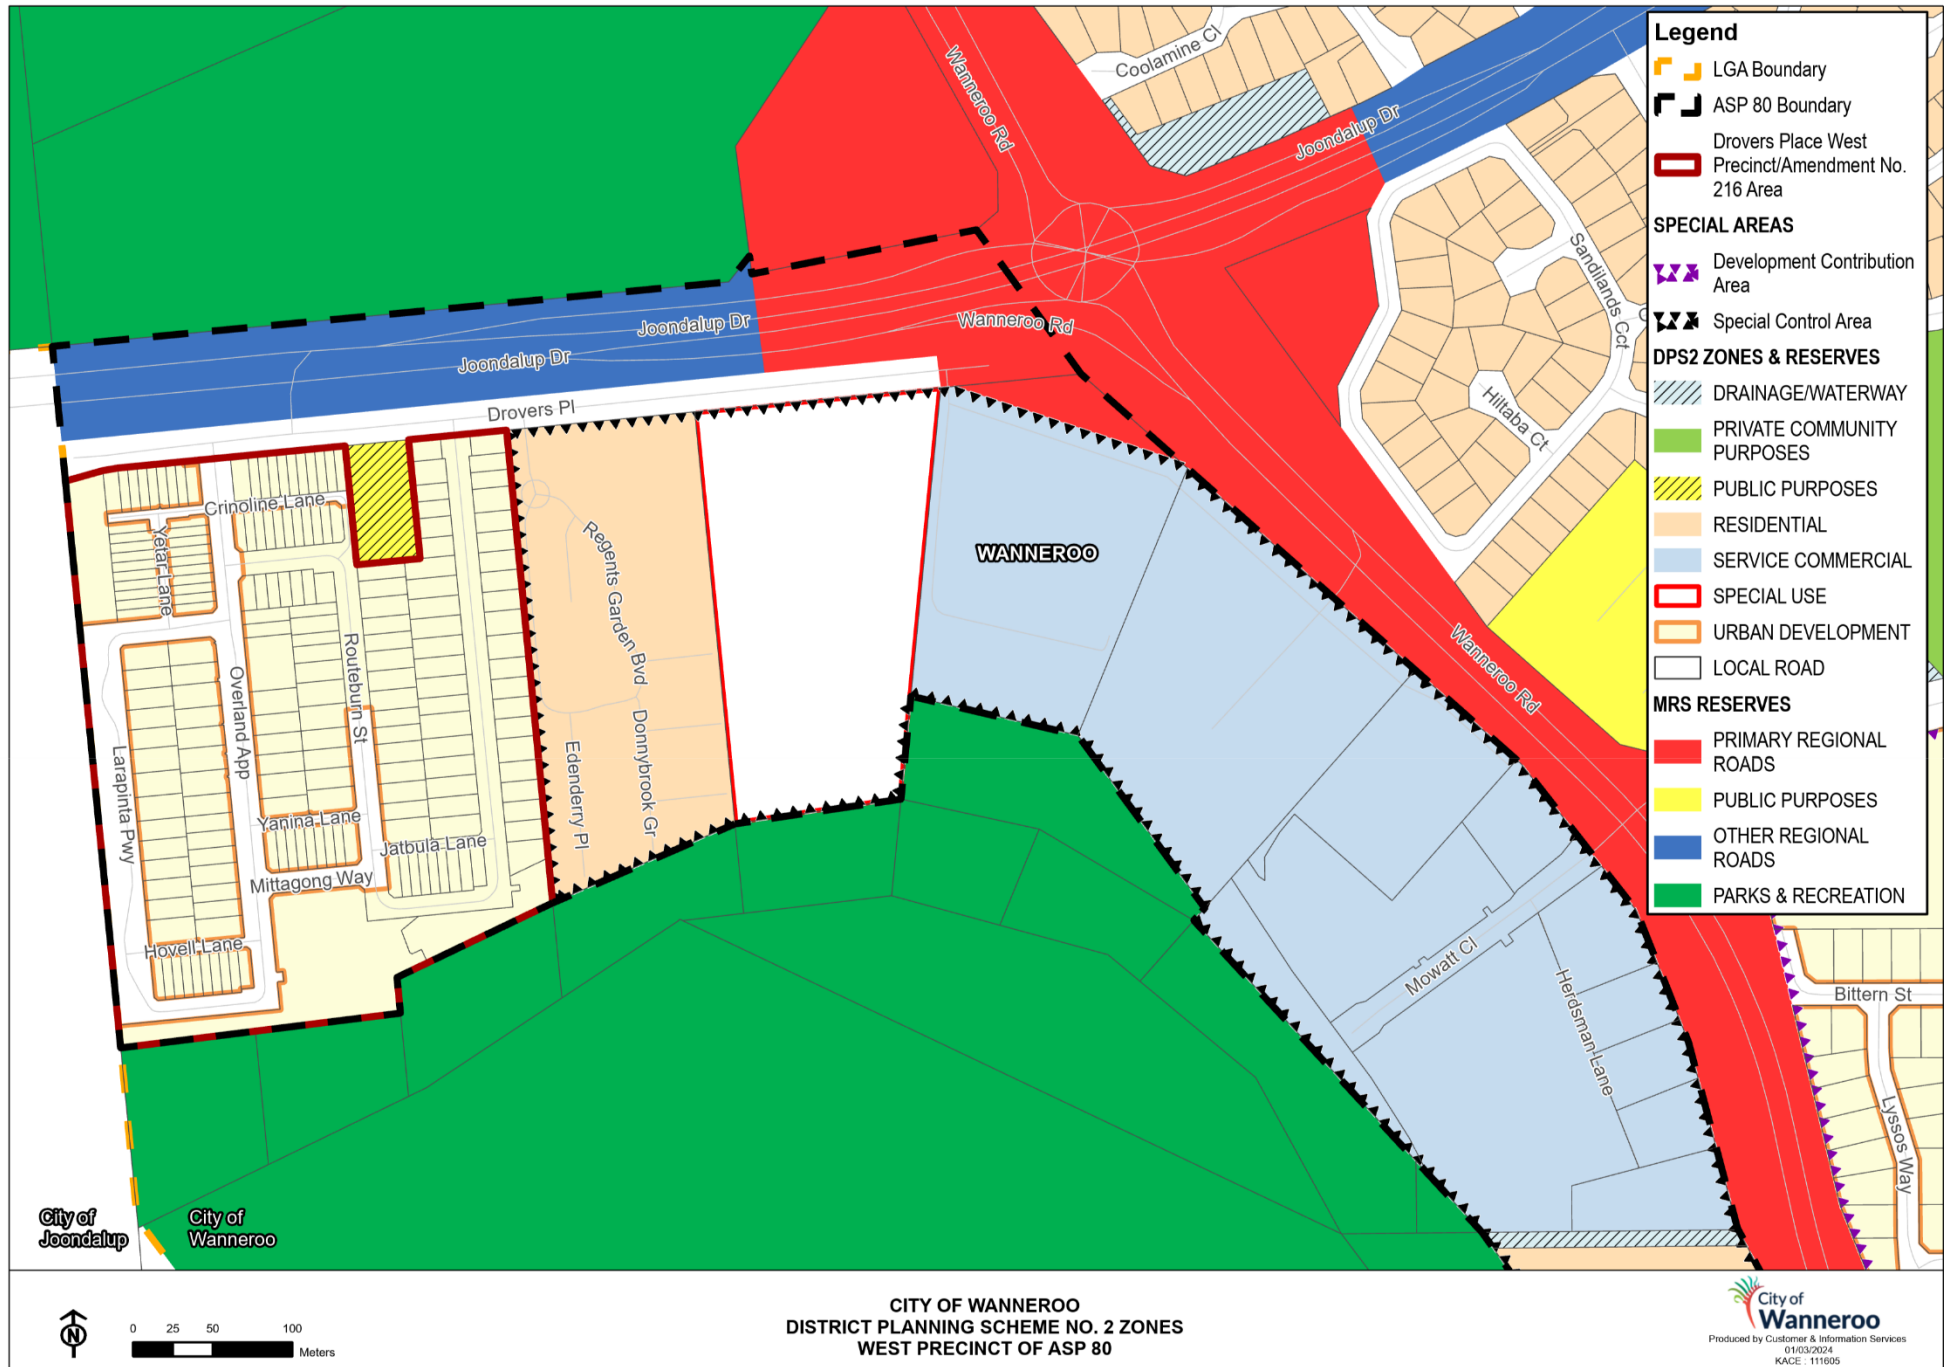 Coolamine Cl
Wanneroo Rd
Joondalup Dr
Sandilands Cct
C
Hiltaba Ct
Joondalup Dr
Wanneroo Rd
Joondalup Dr
Drovers Pl
Crinoline Lane
Yetar Lane
Regents Garden Bvd
WANNEROO
Routeburn St
Overland App
Larapinta Pwy
Edenderry Pl
Donnybrook Gr
Wanneroo Rd
Yanina Lane
Jatbula Lane
Mittagong Way
Hovell Lane
Mowatt Cl
Herdsman Lane
Bittern St
Lyssos Way
City of
Joondalup
City of
Wanneroo
Legend
LGA Boundary
ASP 80 Boundary
Drovers Place West
Precinct/Amendment No.
216 Area
SPECIAL AREAS
Development Contribution
Area
Special Control Area
DPS2 ZONES & RESERVES
DRAINAGE/WATERWAY
PRIVATE COMMUNITY
PURPOSES
PUBLIC PURPOSES
RESIDENTIAL
SERVICE COMMERCIAL
SPECIAL USE
URBAN DEVELOPMENT
LOCAL ROAD
MRS RESERVES
PRIMARY REGIONAL
ROADS
PUBLIC PURPOSES
OTHER REGIONAL
ROADS
PARKS & RECREATION
N
0 25 50 100
Meters
CITY OF WANNEROO
DISTRICT PLANNING SCHEME NO. 2 ZONES
WEST PRECINCT OF ASP 80
City of
Wanneroo
Produced by Customer & Information Services
01/03/2024
KACE : 111605